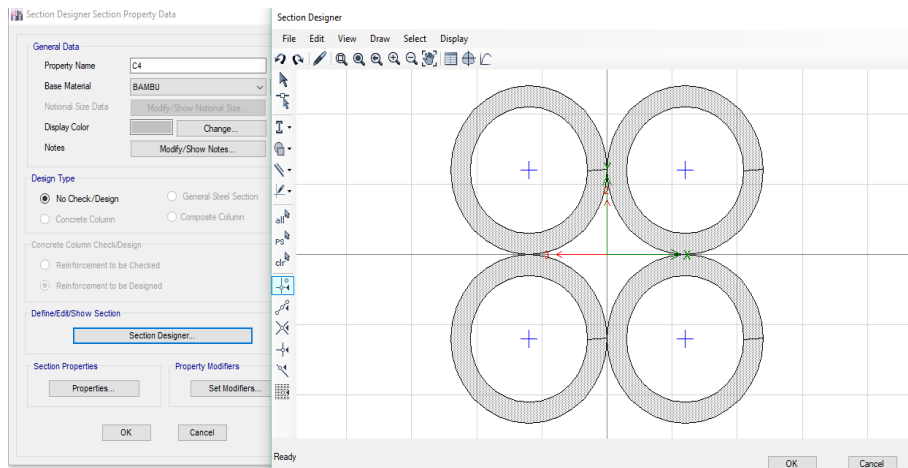 Section Designer Section Property Data
General Data
Property Name
C4
Base Material
BAMBU
Notional Size Data
Modify/Show Notional Size...
Display Color
Change...
Notes
Modify/Show Notes...
Design Type
No Check/Design
General Steel Section
Concrete Column
Composite Column
Concrete Column Check/Design
Reinforcement to be Checked
Reinforcement to be Designed
Define/Edit/Show Section
Section Designer...
Section Properties
Property Modifiers
Properties...
Set Modifiers...
OK
Cancel
Section Designer
File Edit View Draw Select Display
all
PS
clr
X
Ready
OK
Cancel